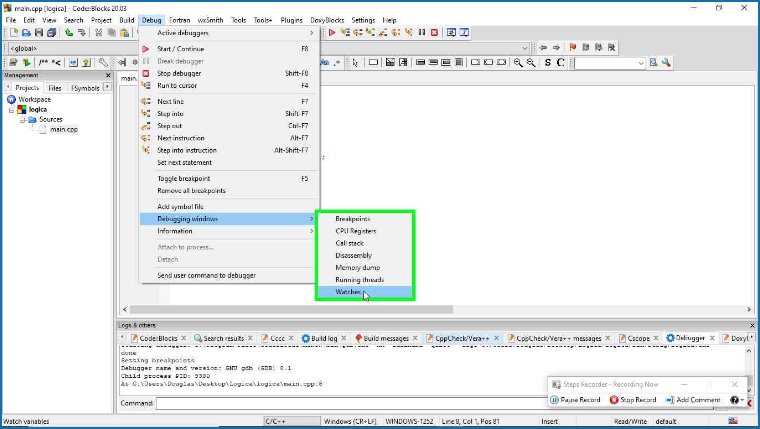 main.cpp [logica] - Code::Blocks 20.03
File Edit View Search Project Build Debug Fortran wxSmith Tools Tools+ Plugins DoxyBlocks Settings Help
<global>
Management
Projects Files FSymbols
Workspace
logica
Sources
main.cpp
main.
Active debuggers
Start / Continue F8
Break debugger
Stop debugger Shift-F8
Run to cursor F4
Next line F7
Step into Shift-F7
Step out Ctrl-F7
Next instruction Alt-F7
Step into instruction Alt-Shift-F7
Set next statement
Toggle breakpoint F5
Remove all breakpoints
Add symbol file
Debugging windows
Information
Attach to process...
Detach
Send user command to debugger
Breakpoints
CPU Registers
Call stack
Disassembly
Memory dump
Running threads
Watches
Logs & others
Code::Blocks Search results Cccc Build log Build messages CppCheck/Vera++ CppCheck/Vera++ messages Cscope Debugger DoxyB
done
Setting breakpoints
Debugger name and version: GNU gdb (GDB) 8.1
Child process PID: 9300
At C:\Users\Douglas\Desktop\Logica\logica\main.cpp:8
Command:
Steps Recorder - Recording Now
Pause Record Stop Record Add Comment
Watch variables C/C++ Windows (CR+LF) WINDOWS-1252 Line 8, Col 1, Pos 81 Insert Read/Write default